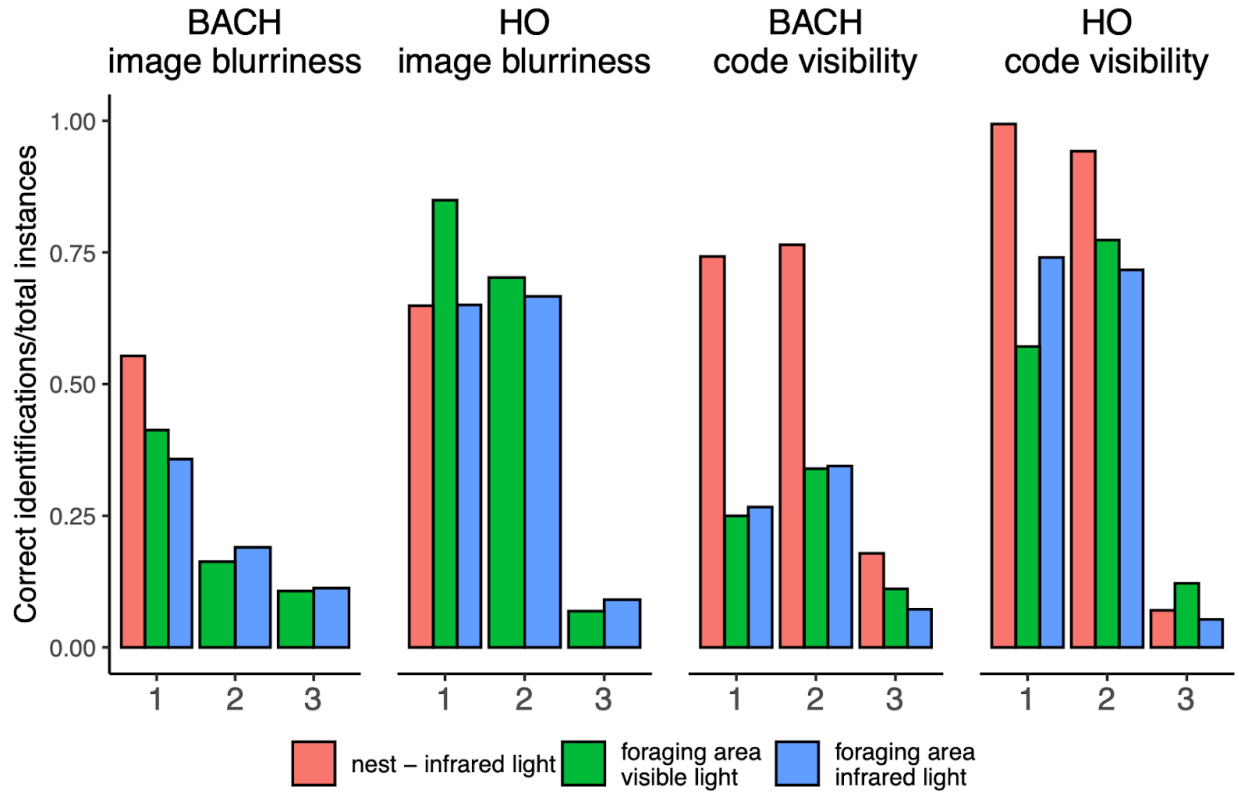 BACH
image blurriness
HO
image blurriness
BACH
code visibility
HO
code visibility
Correct identifications/total instances
1.00
0.75
0.50
0.25
0.00
1 2 3
1 2 3
1 2 3
1 2 3
nest – infrared light
foraging area
visible light
foraging area
infrared light